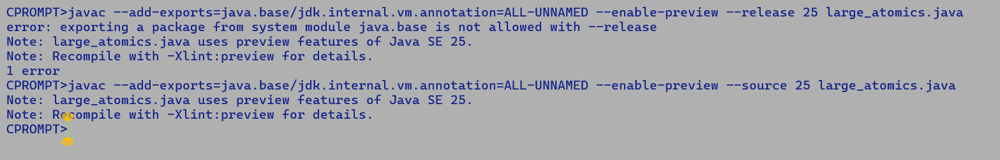 CPROMPT>javac --add-exports=java.base/jdk.internal.vm.annotation=ALL-UNNAMED --enable-preview --release 25 large_atomics.java
error: exporting a package from system module java.base is not allowed with --release
Note: large_atomics.java uses preview features of Java SE 25.
Note: Recompile with -Xlint:preview for details.
1 error
CPROMPT>javac --add-exports=java.base/jdk.internal.vm.annotation=ALL-UNNAMED --enable-preview --source 25 large_atomics.java
Note: large_atomics.java uses preview features of Java SE 25.
Note: Recompile with -Xlint:preview for details.
CPROMPT>